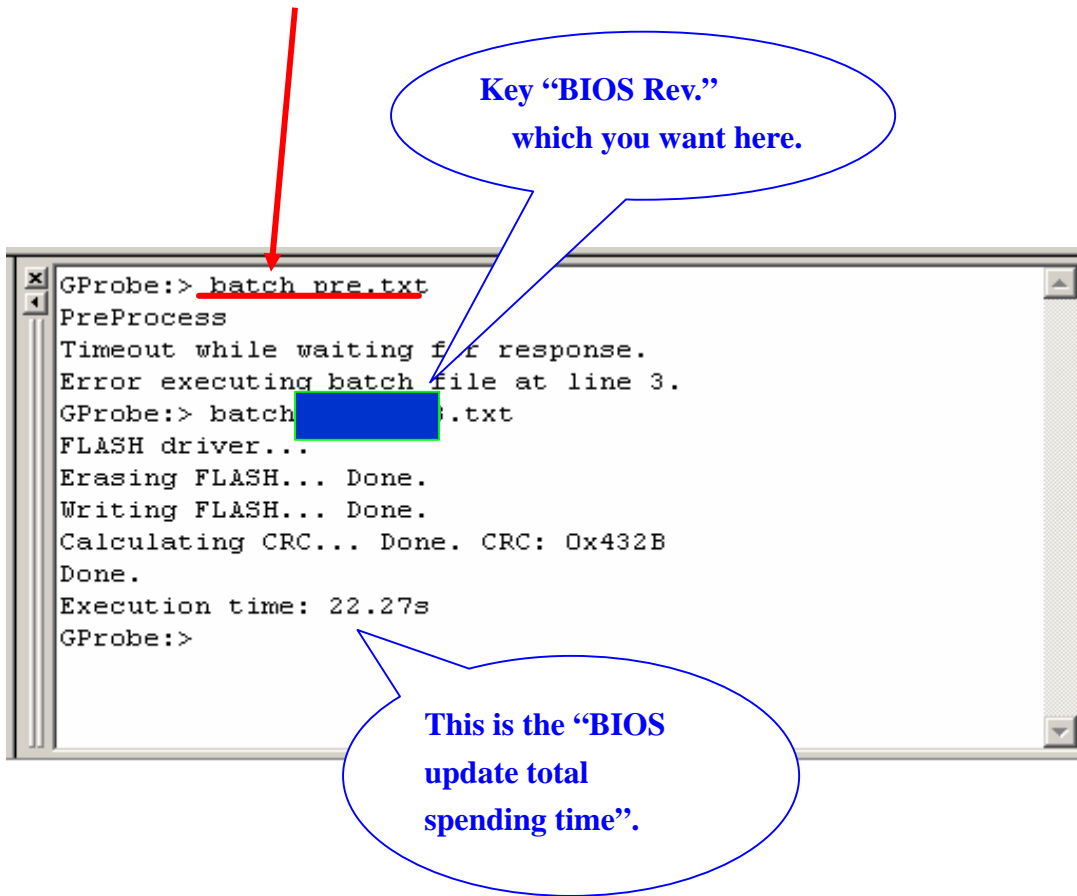 Key “BIOS Rev.”
which you want here.
GProbe:> batch pre.txt
PreProcess
Timeout while waiting for response.
Error executing batch file at line 3.
GProbe:> batch .txt
FLASH driver...
Erasing FLASH... Done.
Writing FLASH... Done.
Calculating CRC... Done. CRC: 0x432B
Done.
Execution time: 22.27s
GProbe:>
This is the “BIOS
update total
spending time”.